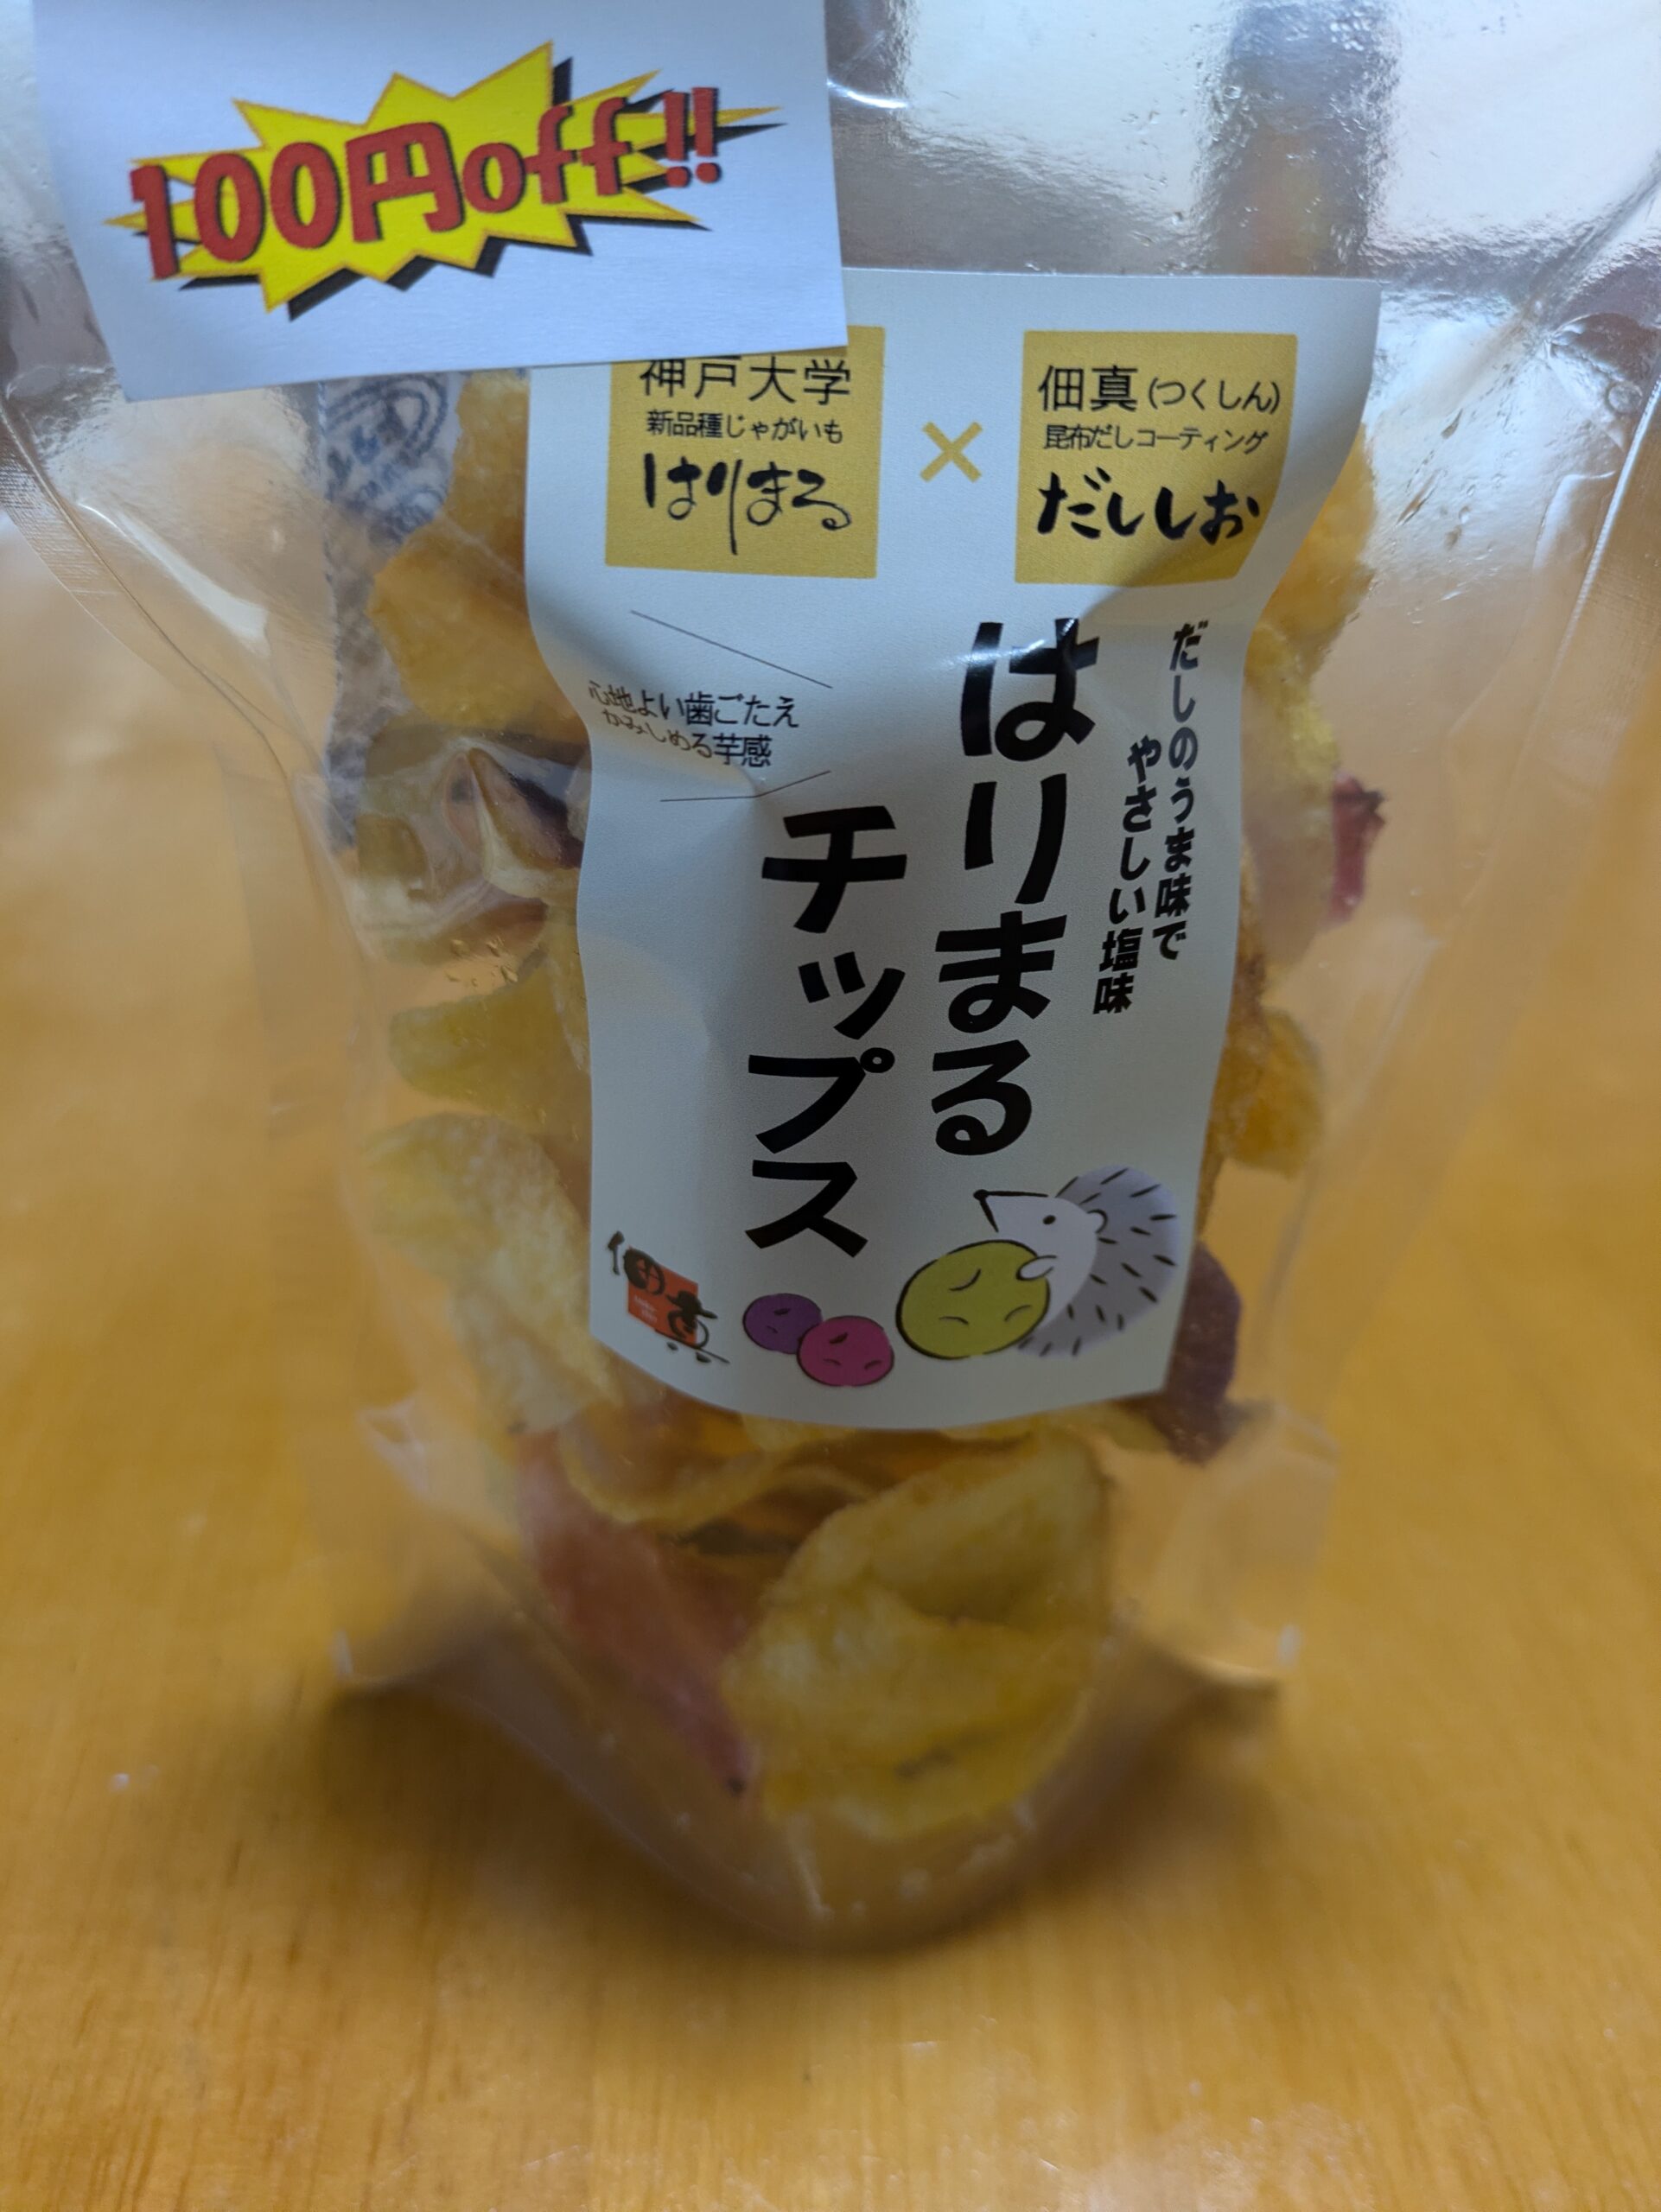 100円off!!
神戸大学
新品種じゃがいも
はりまる
×
佃真(つくしん)
昆布だしコーティング
だししお
だしのうま味で
やさしい塩味
はりまる
チップス
心地よい歯ごたえ
かみしめる芋感
佃真